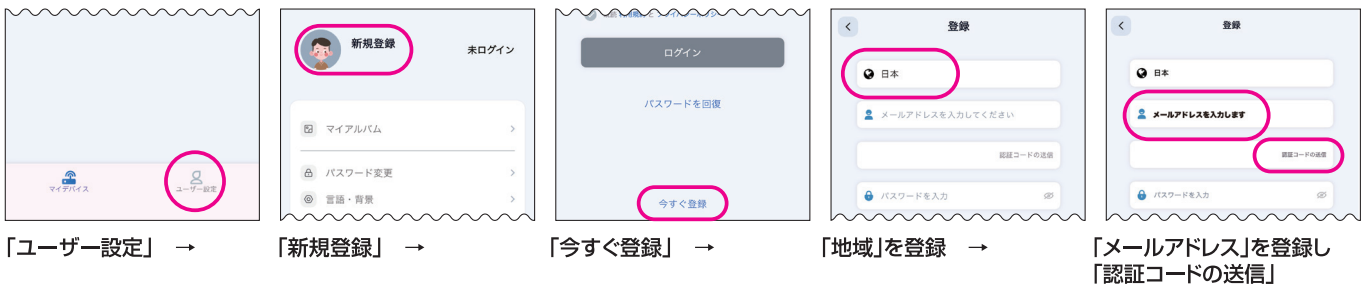 マイデバイス
ユーザー設定
「ユーザー設定」 →
新規登録
未ログイン
マイアルバム
パスワード変更
言語・背景
「新規登録」 →
ログイン
パスワードを回復
今すぐ登録
「今すぐ登録」 →
登録
日本
メールアドレスを入力してください
認証コードの送信
パスワードを入力
「地域」を登録 →
登録
日本
メールアドレスを入力します
認証コードの送信
パスワードを入力
「メールアドレス」を登録し
「認証コードの送信」